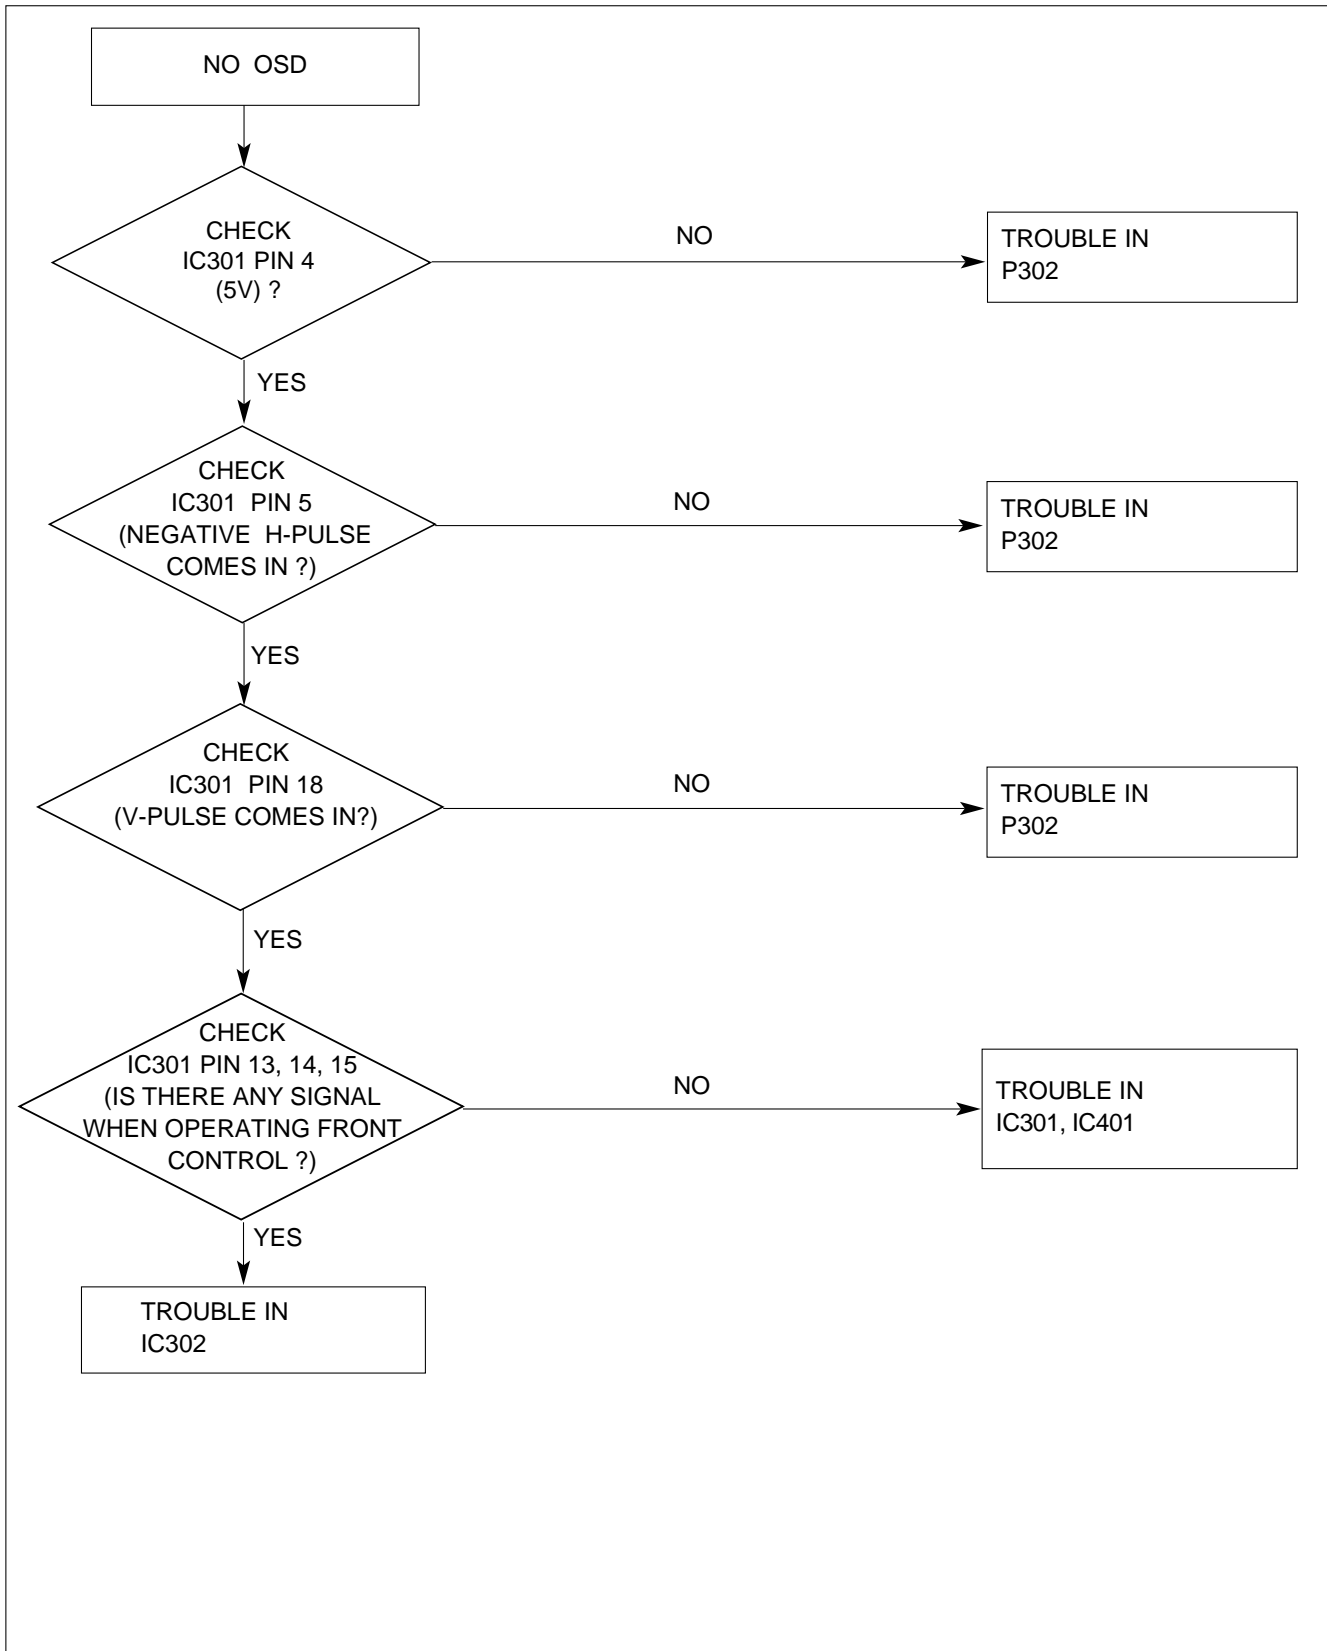 NO OSD
CHECK
IC301 PIN 4
(5V) ?
NO
TROUBLE IN
P302
YES
CHECK
IC301 PIN 5
(NEGATIVE H-PULSE
COMES IN ?)
NO
TROUBLE IN
P302
YES
CHECK
IC301 PIN 18
(V-PULSE COMES IN?)
NO
TROUBLE IN
P302
YES
CHECK
IC301 PIN 13, 14, 15
(IS THERE ANY SIGNAL
WHEN OPERATING FRONT
CONTROL ?)
NO
TROUBLE IN
IC301, IC401
YES
TROUBLE IN
IC302